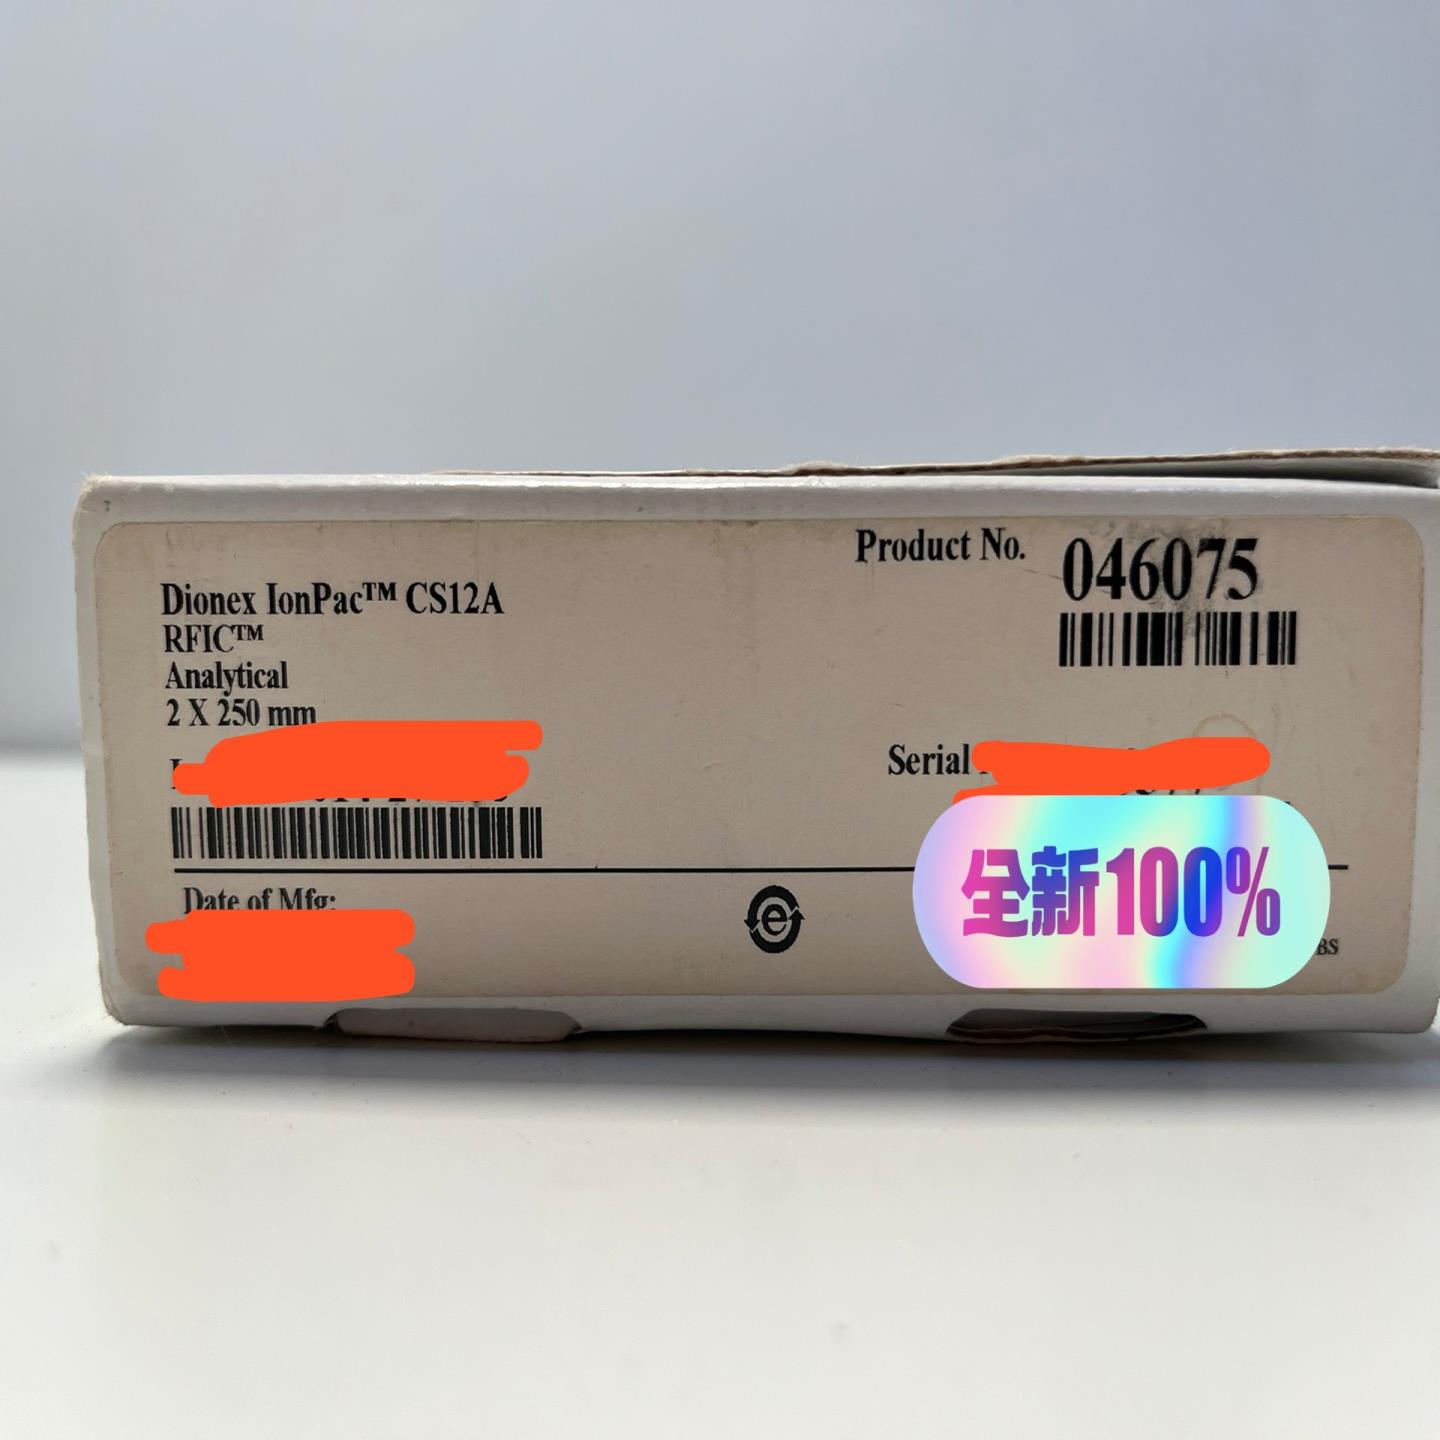 Product No. 046075
Dionex IonPac™ CS12A
RFIC™
Analytical
2 X 250 mm
Serial
Date of Mfg:
e
全新100%
BS